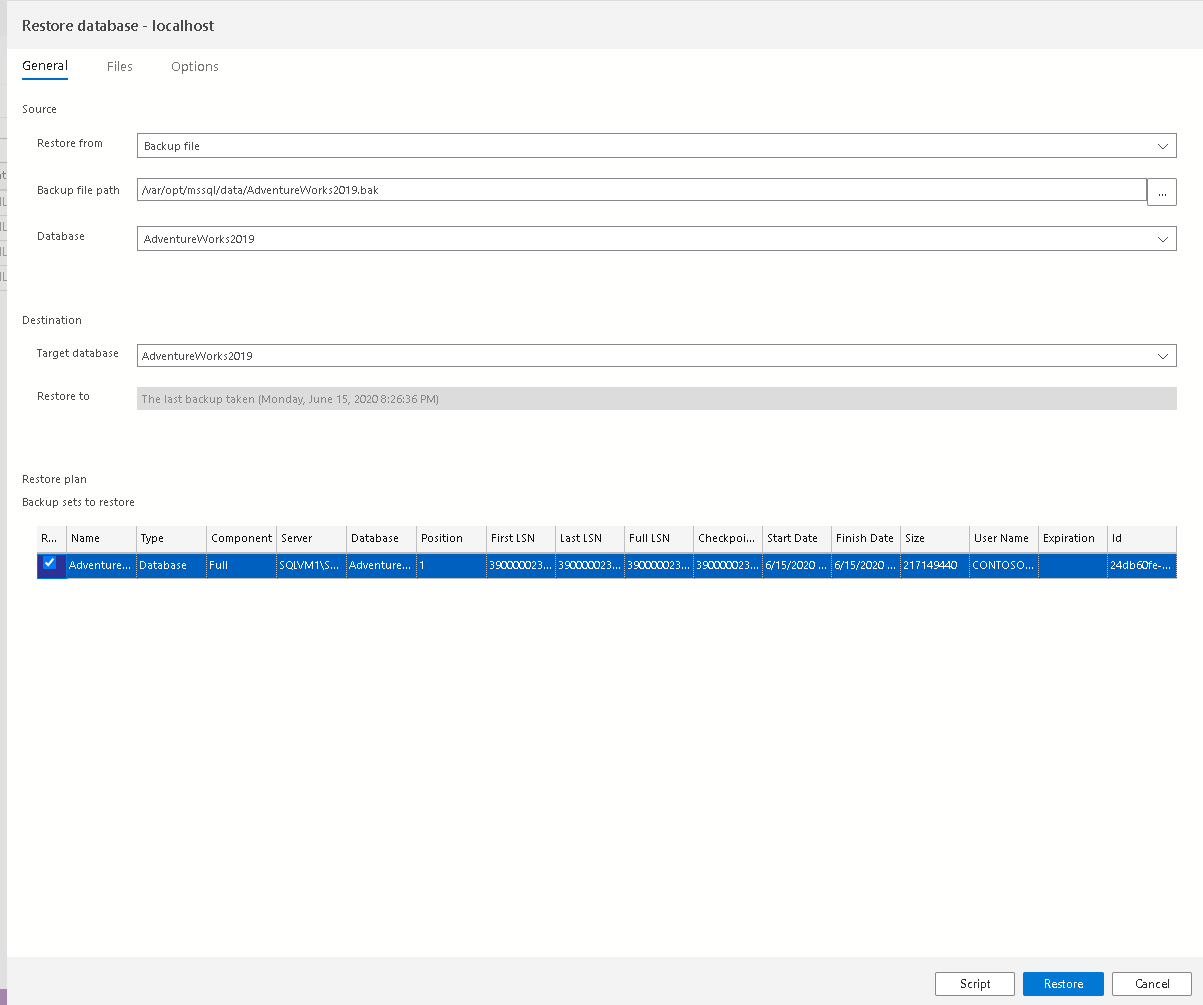 Restore database - localhost
General Files Options
Source
Restore from Backup file
Backup file path /var/opt/mssql/data/AdventureWorks2019.bak ...
Database AdventureWorks2019
Destination
Target database AdventureWorks2019
Restore to The last backup taken (Monday, June 15, 2020 8:26:36 PM)
Restore plan
Backup sets to restore
R... Name Type Component Server Database Position First LSN Last LSN Full LSN Checkpoi... Start Date Finish Date Size User Name Expiration Id
Adventure... Database Full SQLVM1\S... Adventure... 1 390000023... 390000023... 390000023... 390000023... 6/15/2020 ... 6/15/2020 ... 217149440 CONTOSO... 24db60fe-...
Script Restore Cancel